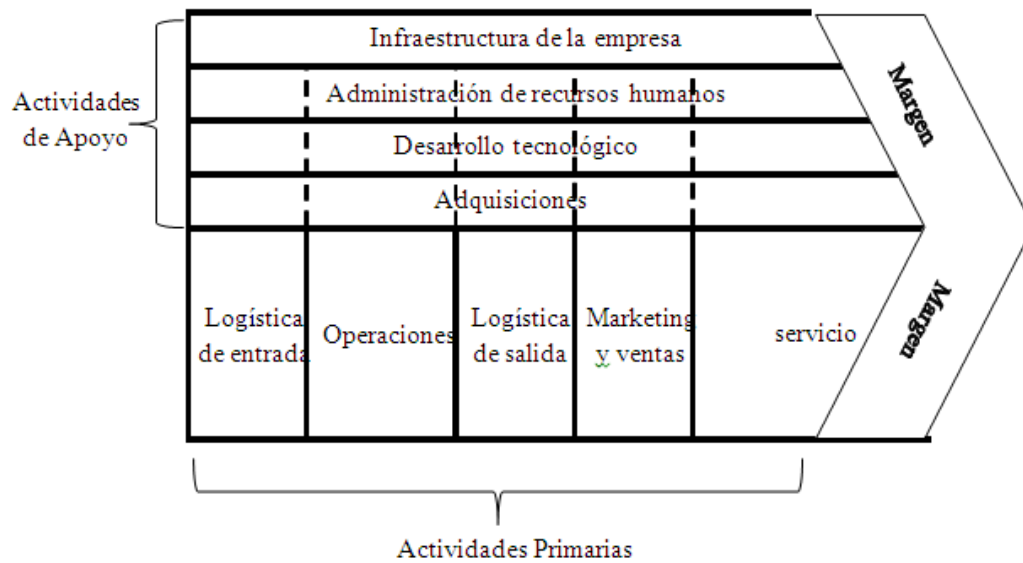 Infraestructura de la empresa
Administración de recursos humanos
Desarrollo tecnológico
Adquisiciones
Actividades
de Apoyo
Margen
Margen
Logística
de entrada
Operaciones
Logística
de salida
Marketing
y ventas
servicio
Actividades Primarias